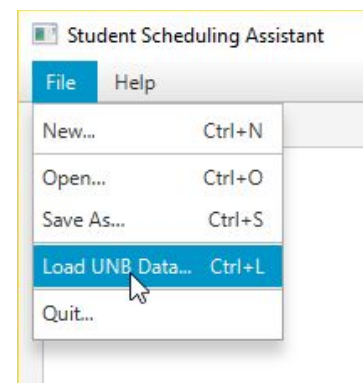 Student Scheduling Assistant
File Help
New... Ctrl+N
Open... Ctrl+O
Save As... Ctrl+S
Load UNB Data... Ctrl+L
Quit...